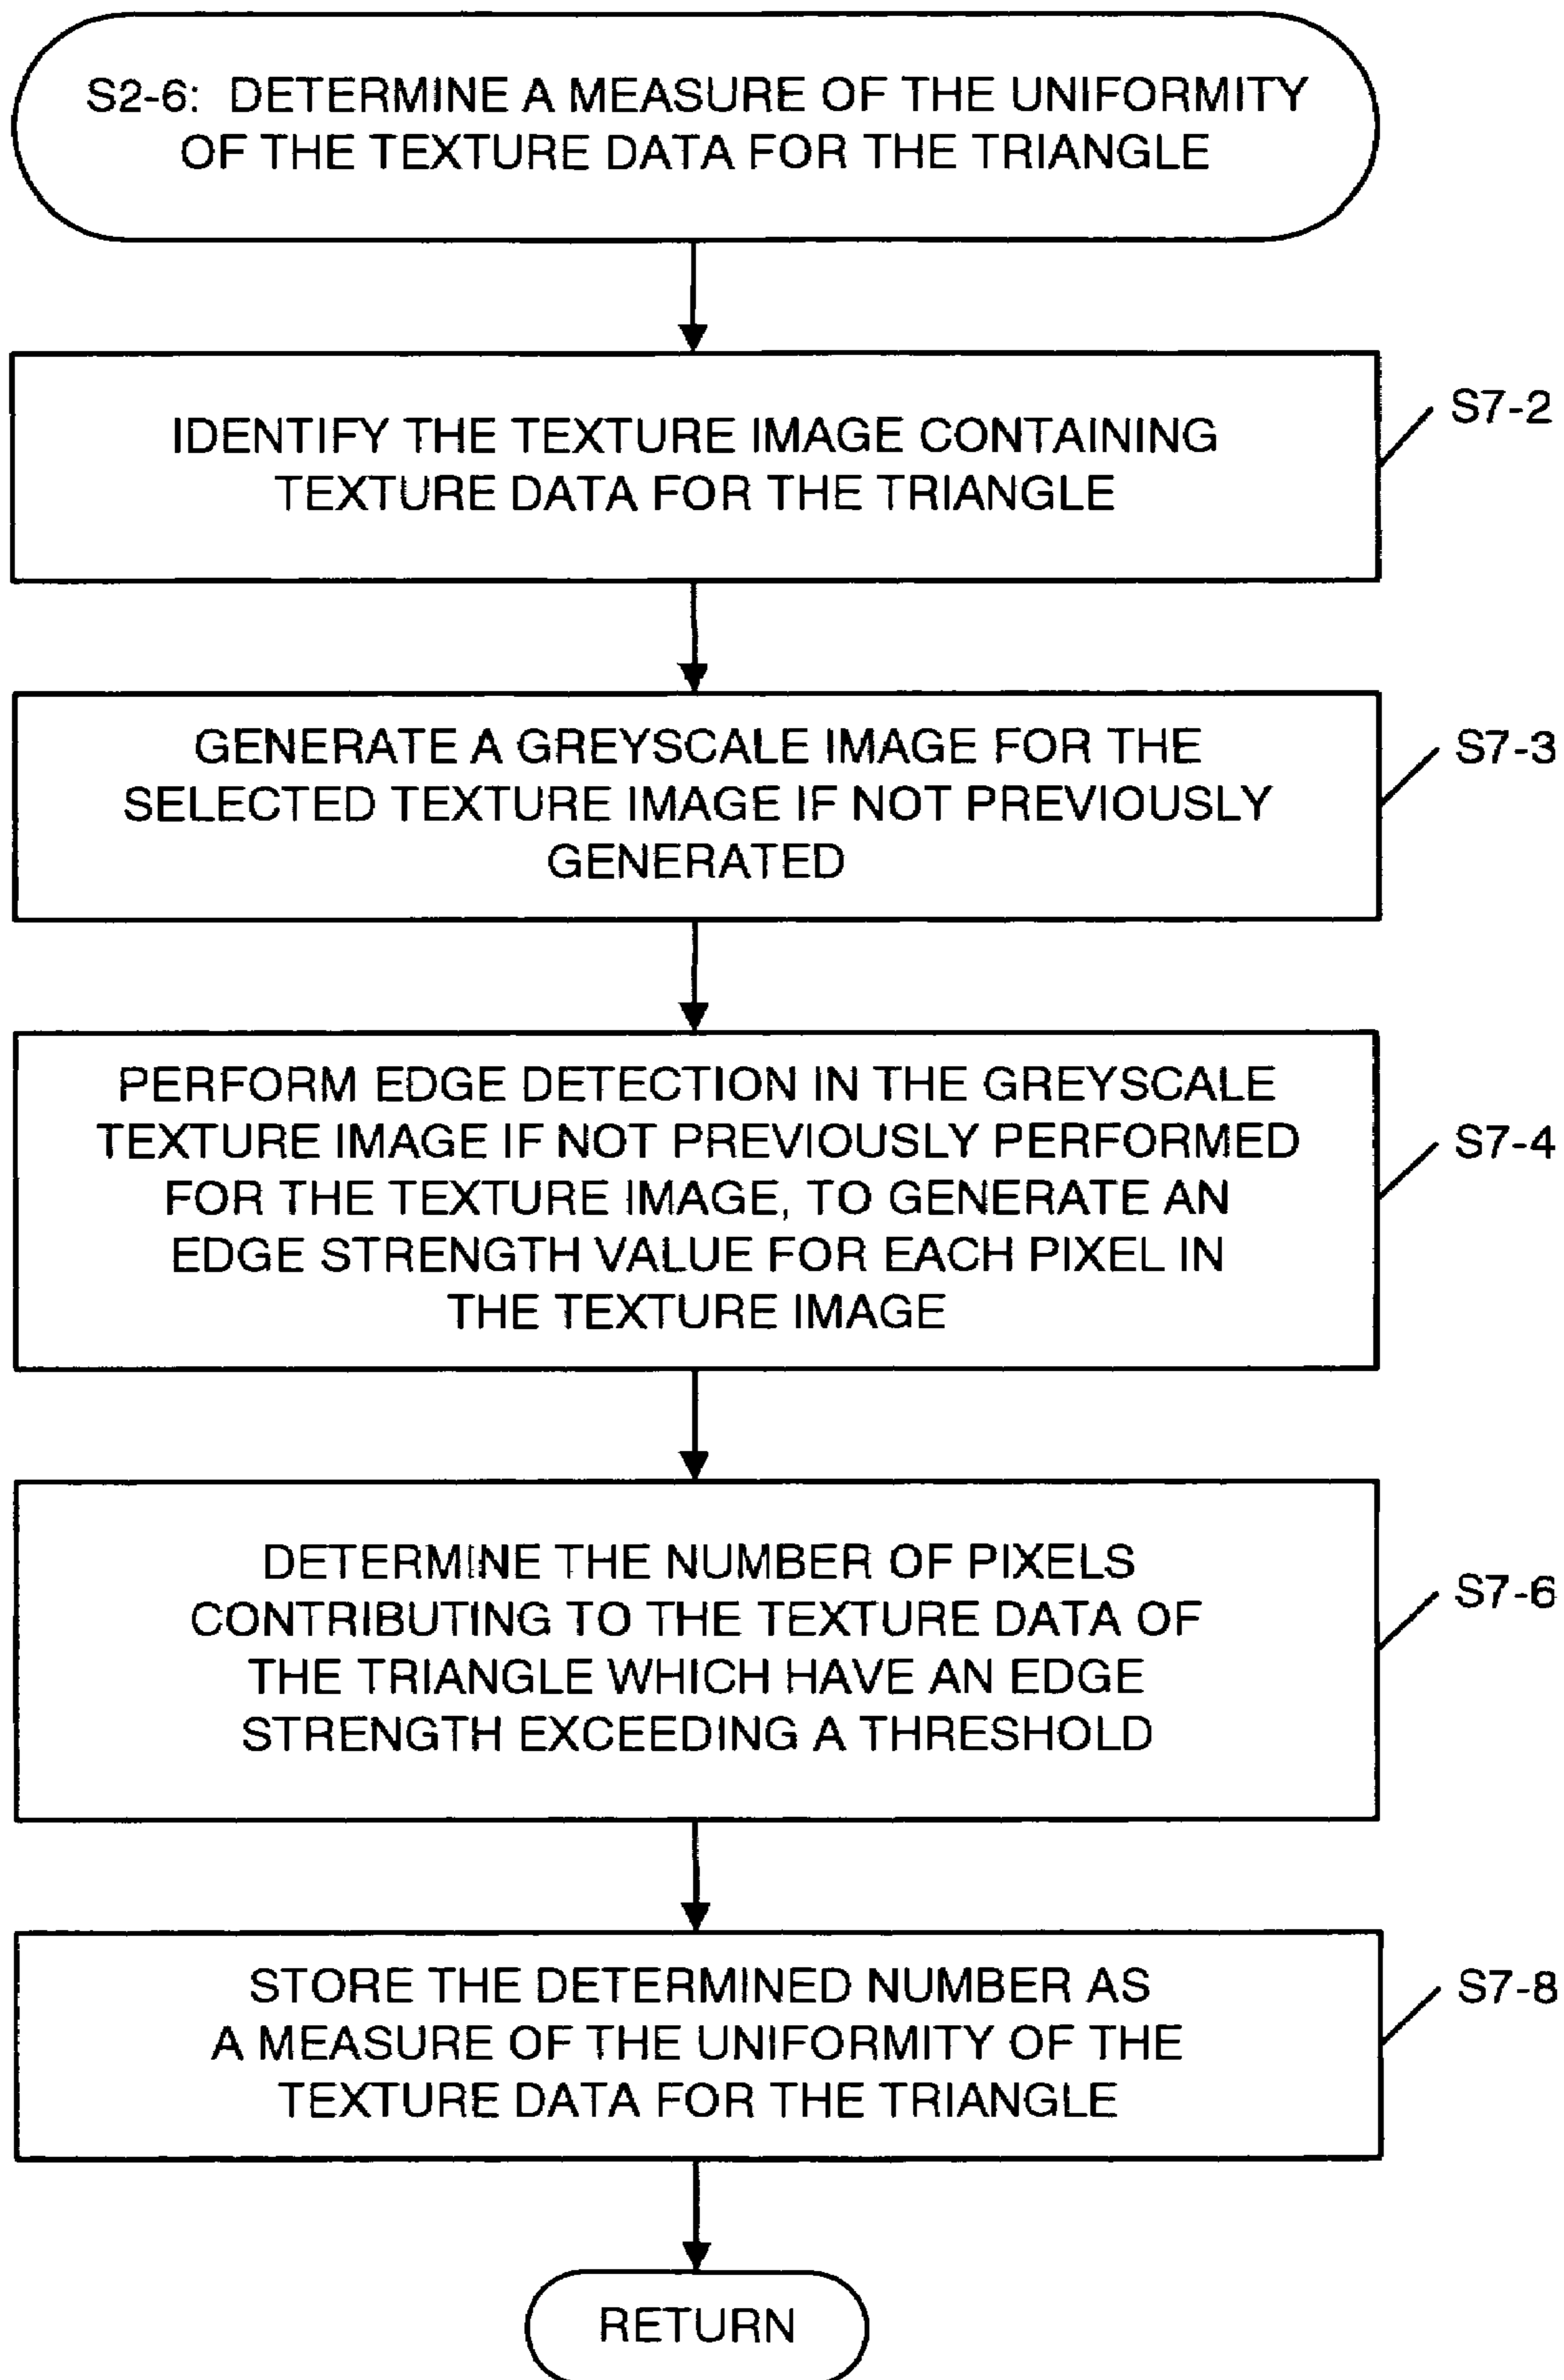 S2-6: DETERMINE A MEASURE OF THE UNIFORMITY
OF THE TEXTURE DATA FOR THE TRIANGLE
IDENTIFY THE TEXTURE IMAGE CONTAINING
TEXTURE DATA FOR THE TRIANGLE
S7-2
GENERATE A GREYSCALE IMAGE FOR THE
SELECTED TEXTURE IMAGE IF NOT PREVIOUSLY
GENERATED
S7-3
PERFORM EDGE DETECTION IN THE GREYSCALE
TEXTURE IMAGE IF NOT PREVIOUSLY PERFORMED
FOR THE TEXTURE IMAGE, TO GENERATE AN
EDGE STRENGTH VALUE FOR EACH PIXEL IN
THE TEXTURE IMAGE
S7-4
DETERMINE THE NUMBER OF PIXELS
CONTRIBUTING TO THE TEXTURE DATA OF
THE TRIANGLE WHICH HAVE AN EDGE
STRENGTH EXCEEDING A THRESHOLD
S7-6
STORE THE DETERMINED NUMBER AS
A MEASURE OF THE UNIFORMITY OF THE
TEXTURE DATA FOR THE TRIANGLE
S7-8
RETURN